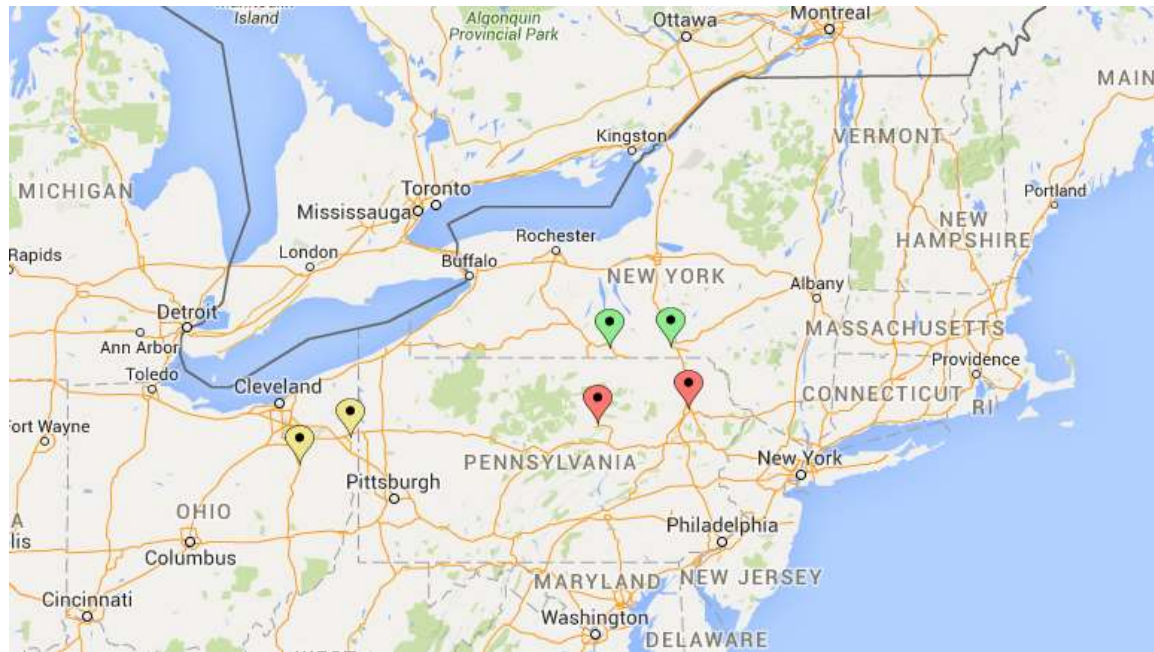 Manitoulin
Island
Algonquin
Provincial Park
Ottawa
Montreal
MAIN
Kingston
VERMONT
MICHIGAN
Toronto
Mississauga
Portland
NEW
HAMPSHIRE
Rapids
London
Rochester
Buffalo
NEW YORK
Albany
Detroit
Ann Arbor
MASSACHUSETTS
Toledo
Cleveland
Providence
CONNECTICUT
RI
Fort Wayne
PENNSYLVANIA
New York
Pittsburgh
OHIO
A
lis
Columbus
Philadelphia
MARYLAND
NEW JERSEY
Cincinnati
Washington
DELAWARE